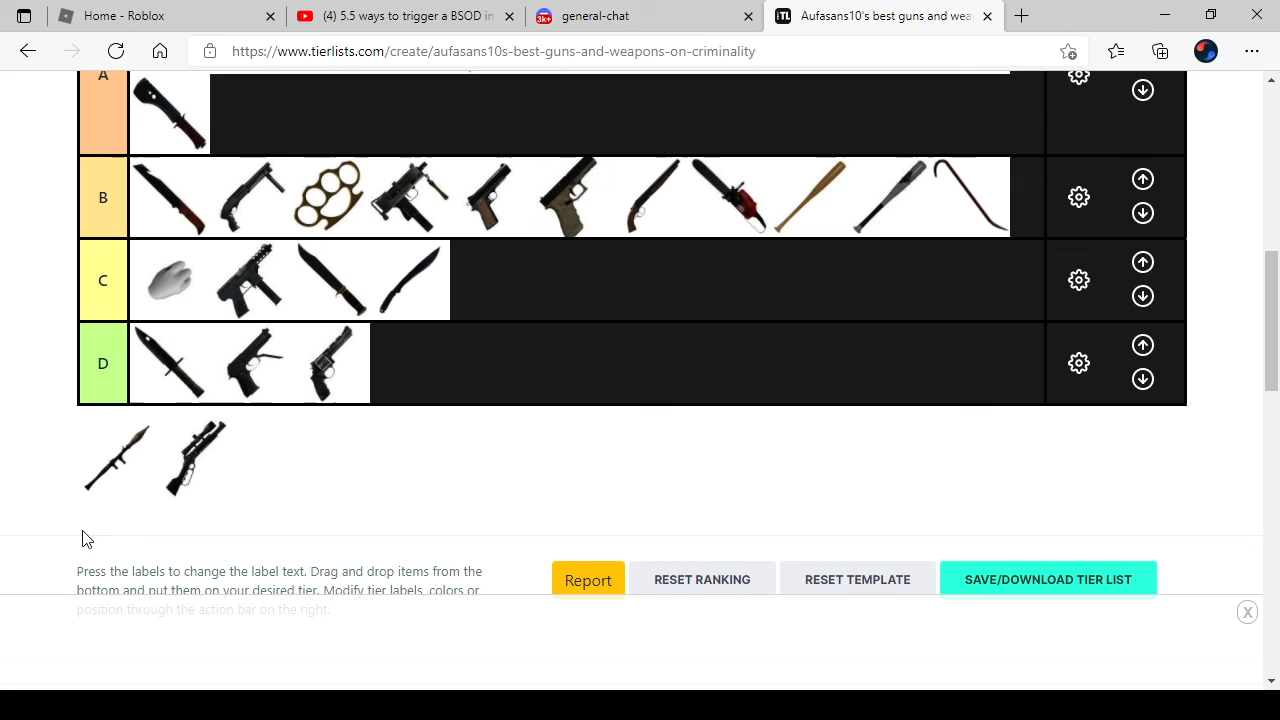 Home - Roblox
(4) 5.5 ways to trigger a BSOD in
3k+
general-chat
iTL
Aufasans10's best guns and wea
https://www.tierlists.com/create/aufasans10s-best-guns-and-weapons-on-criminality
A
B
C
D
Press the labels to change the label text. Drag and drop items from the
bottom and put them on your desired tier. Modify tier labels, colors or
position through the action bar on the right.
Report
RESET RANKING
RESET TEMPLATE
SAVE/DOWNLOAD TIER LIST
X